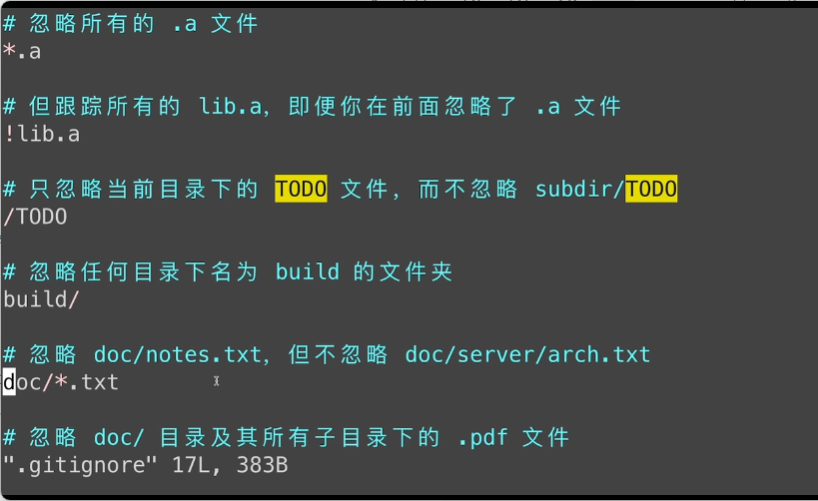 # 忽略所有的 .a 文件
*.a
# 但跟踪所有的 lib.a，即便你在前面忽略了 .a 文件
!lib.a
# 只忽略当前目录下的 TODO 文件，而不忽略 subdir/TODO
/TODO
# 忽略任何目录下名为 build 的文件夹
build/
# 忽略 doc/notes.txt，但不忽略 doc/server/arch.txt
doc/*.txt
# 忽略 doc/ 目录及其所有子目录下的 .pdf 文件
".gitignore" 17L, 383B